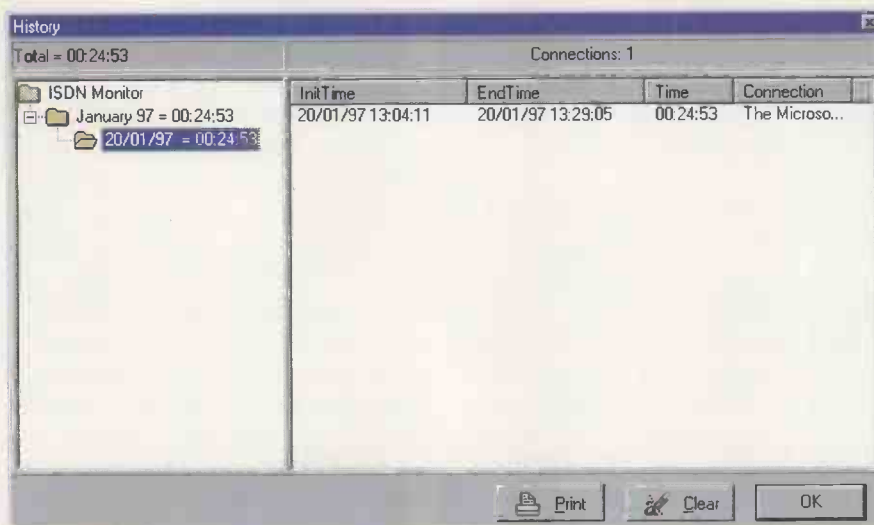 History
Total = 00:24:53
Connections: 1
ISDN Monitor
January 97 = 00:24:53
20/01/97 = 00:24:53
InitTime EndTime Time Connection
20/01/97 13:04:11 20/01/97 13:29:05 00:24:53 The Microso...
Print Clear OK